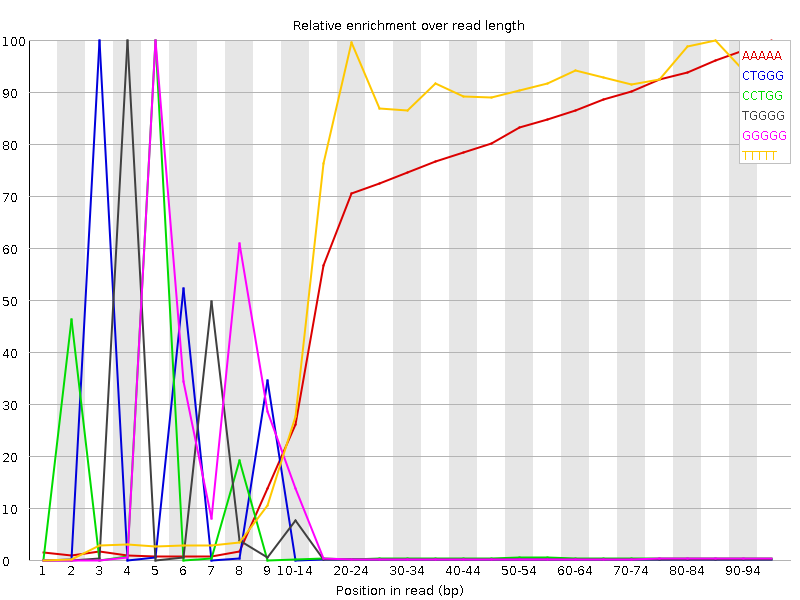 Relative enrichment over read length
100
90
80
70
60
50
40
30
20
10
0
AAAAA
CTGGG
CCTGG
TGGGG
GGGGG
TTTTT
1 2 3 4 5 6 7 8 9 10-14 20-24 30-34 40-44 50-54 60-64 70-74 80-84 90-94
Position in read (bp)